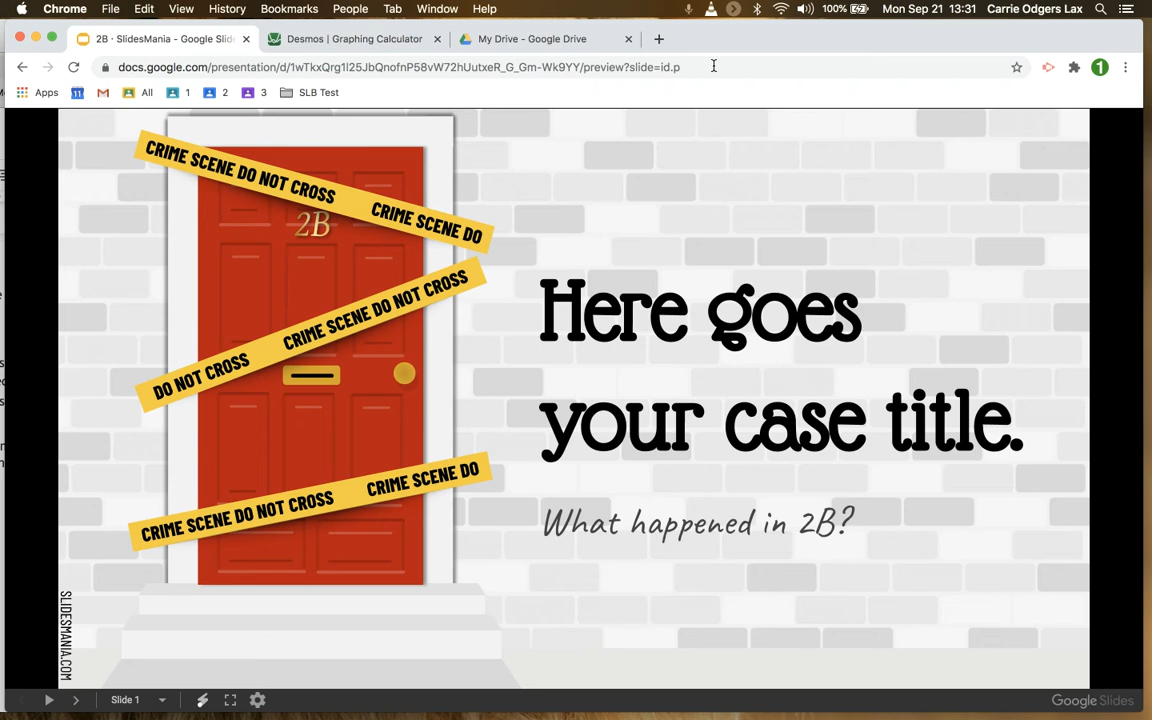 Chrome File Edit View History Bookmarks People Tab Window Help 100% Mon Sep 21 13:31 Carrie Odgers Lax
2B · SlidesMania - Google Slid Desmos | Graphing Calculator My Drive - Google Drive
docs.google.com/presentation/d/1wTkxQrg1l25JbQnofnP58vW72hUutxeR_G_Gm-Wk9YY/preview?slide=id.p 1
Apps 11 All 1 2 3 SLB Test
CRIME SCENE DO NOT CROSS CRIME SCENE DO
2B
DO NOT CROSS CRIME SCENE DO NOT CROSS
CRIME SCENE DO NOT CROSS CRIME SCENE DO
Here goes
your case title.
What happened in 2B?
SLIDESMANIA.COM
Slide 1 Google Slides